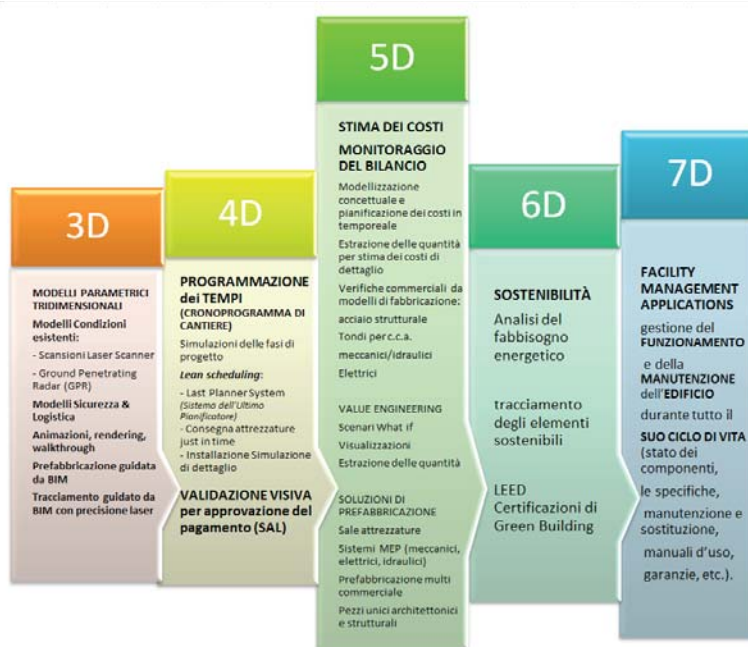 3D
MODELLI PARAMETRICI
TRIDIMENSIONALI
Modelli Condizioni
esistenti:
- Scansioni Laser Scanner
- Ground Penetrating
Radar (GPR)
Modelli Sicurezza &
Logistica
Animazioni, rendering,
walkthrough
Prefabbricazione guidata
da BIM
Tracciamento guidato da
BIM con precisione laser
4D
PROGRAMMAZIONE
dei TEMPI
(CRONOPROGRAMMA DI
CANTIERE)
Simulazioni delle fasi di
progetto
Lean scheduling:
- Last Planner System
(Sistema dell'Ultimo
Pianificatore)
- Consegna attrezzature
just in time
- Installazione Simulazione
di dettaglio
VALIDAZIONE VISIVA
per approvazione del
pagamento (SAL)
5D
STIMA DEI COSTI
MONITORAGGIO
DEL BILANCIO
Modellizzazione
concettuale e
pianificazione dei costi in
temporeale
Estrazione delle quantità
per stima dei costi di
dettaglio
Verifiche commerciali da
modelli di fabbricazione:
acciaio strutturale
Tondi per c.c.a.
meccanici/idraulici
Elettrici
VALUE ENGINEERING
Scenari What if
Visualizzazioni
Estrazione delle quantità
SOLUZIONI DI
PREFABBRICAZIONE
Sale attrezzature
Sistemi MEP (meccanici,
elettrici, idraulici)
Prefabbricazione multi
commerciale
Pezzi unici architettonici
e strutturali
6D
SOSTENIBILITÀ
Analisi del
fabbisogno
energetico
tracciamento
degli elementi
sostenibili
LEED
Certificazioni di
Green Building
7D
FACILITY
MANAGEMENT
APPLICATIONS
gestione del
FUNZIONAMENTO
e della
MANUTENZIONE
dell'EDIFICIO
durante tutto il
SUO CICLO DI VITA
(stato dei
componenti,
le specifiche,
manutenzione e
sostituzione,
manuali d'uso,
garanzie, etc.).